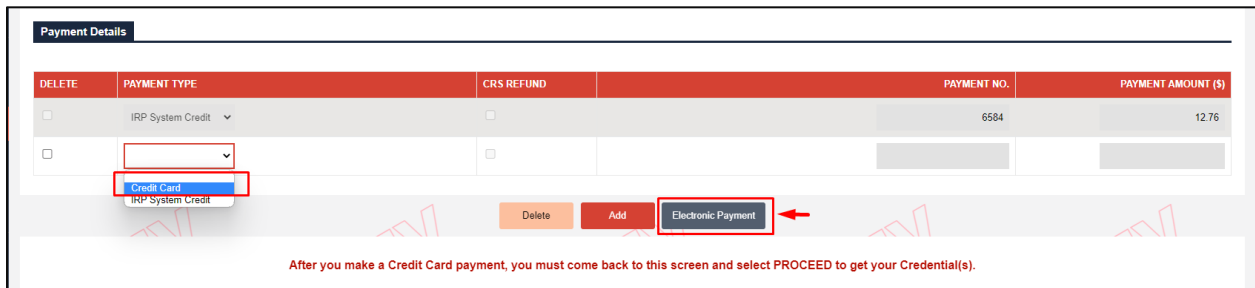 Payment Details
DELETE PAYMENT TYPE CRS REFUND PAYMENT NO. PAYMENT AMOUNT ($)
IRP System Credit 6584 12.76
Credit Card
IRP System Credit
Delete Add Electronic Payment
After you make a Credit Card payment, you must come back to this screen and select PROCEED to get your Credential(s).